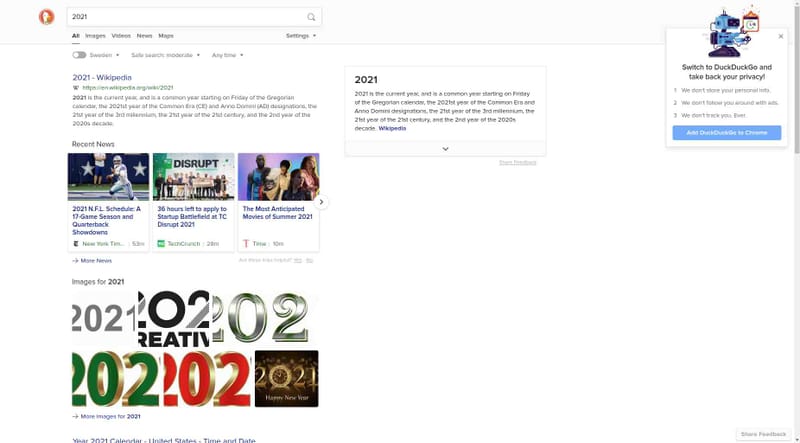 2021
All Images Videos News Maps Settings
Sweden Safe search: moderate Any time
2021 - Wikipedia
https://en.wikipedia.org/wiki/2021
2021 is the current year, and is a common year starting on Friday of the Gregorian
calendar, the 2021st year of the Common Era (CE) and Anno Domini (AD) designations, the
21st year of the 3rd millennium, the 21st year of the 21st century, and the 2nd year of the
2020s decade.
Recent News
DISRUPT
2021 N.F.L. Schedule: A
17-Game Season and
Quarterback
Showdowns
New York Tim... | 53m
36 hours left to apply to
Startup Battlefield at TC
Disrupt 2021
TechCrunch | 28m
The Most Anticipated
Movies of Summer 2021
Time | 10m
More News
Are these links helpful? Yes No
Images for 2021
2021
202
CREATIV
202
202
202
2021
Happy New Year
More Images for 2021
Year 2021 Calendar - United States - Time and Date
2021
2021 is the current year, and is a common year starting on Friday
of the Gregorian calendar, the 2021st year of the Common Era and
Anno Domini designations, the 21st year of the 3rd millennium, the
21st year of the 21st century, and the 2nd year of the 2020s
decade. Wikipedia
Share Feedback
Switch to DuckDuckGo and
take back your privacy!
1 We don't store your personal info.
2 We don't follow you around with ads.
3 We don't track you. Ever.
Add DuckDuckGo to Chrome
Share Feedback